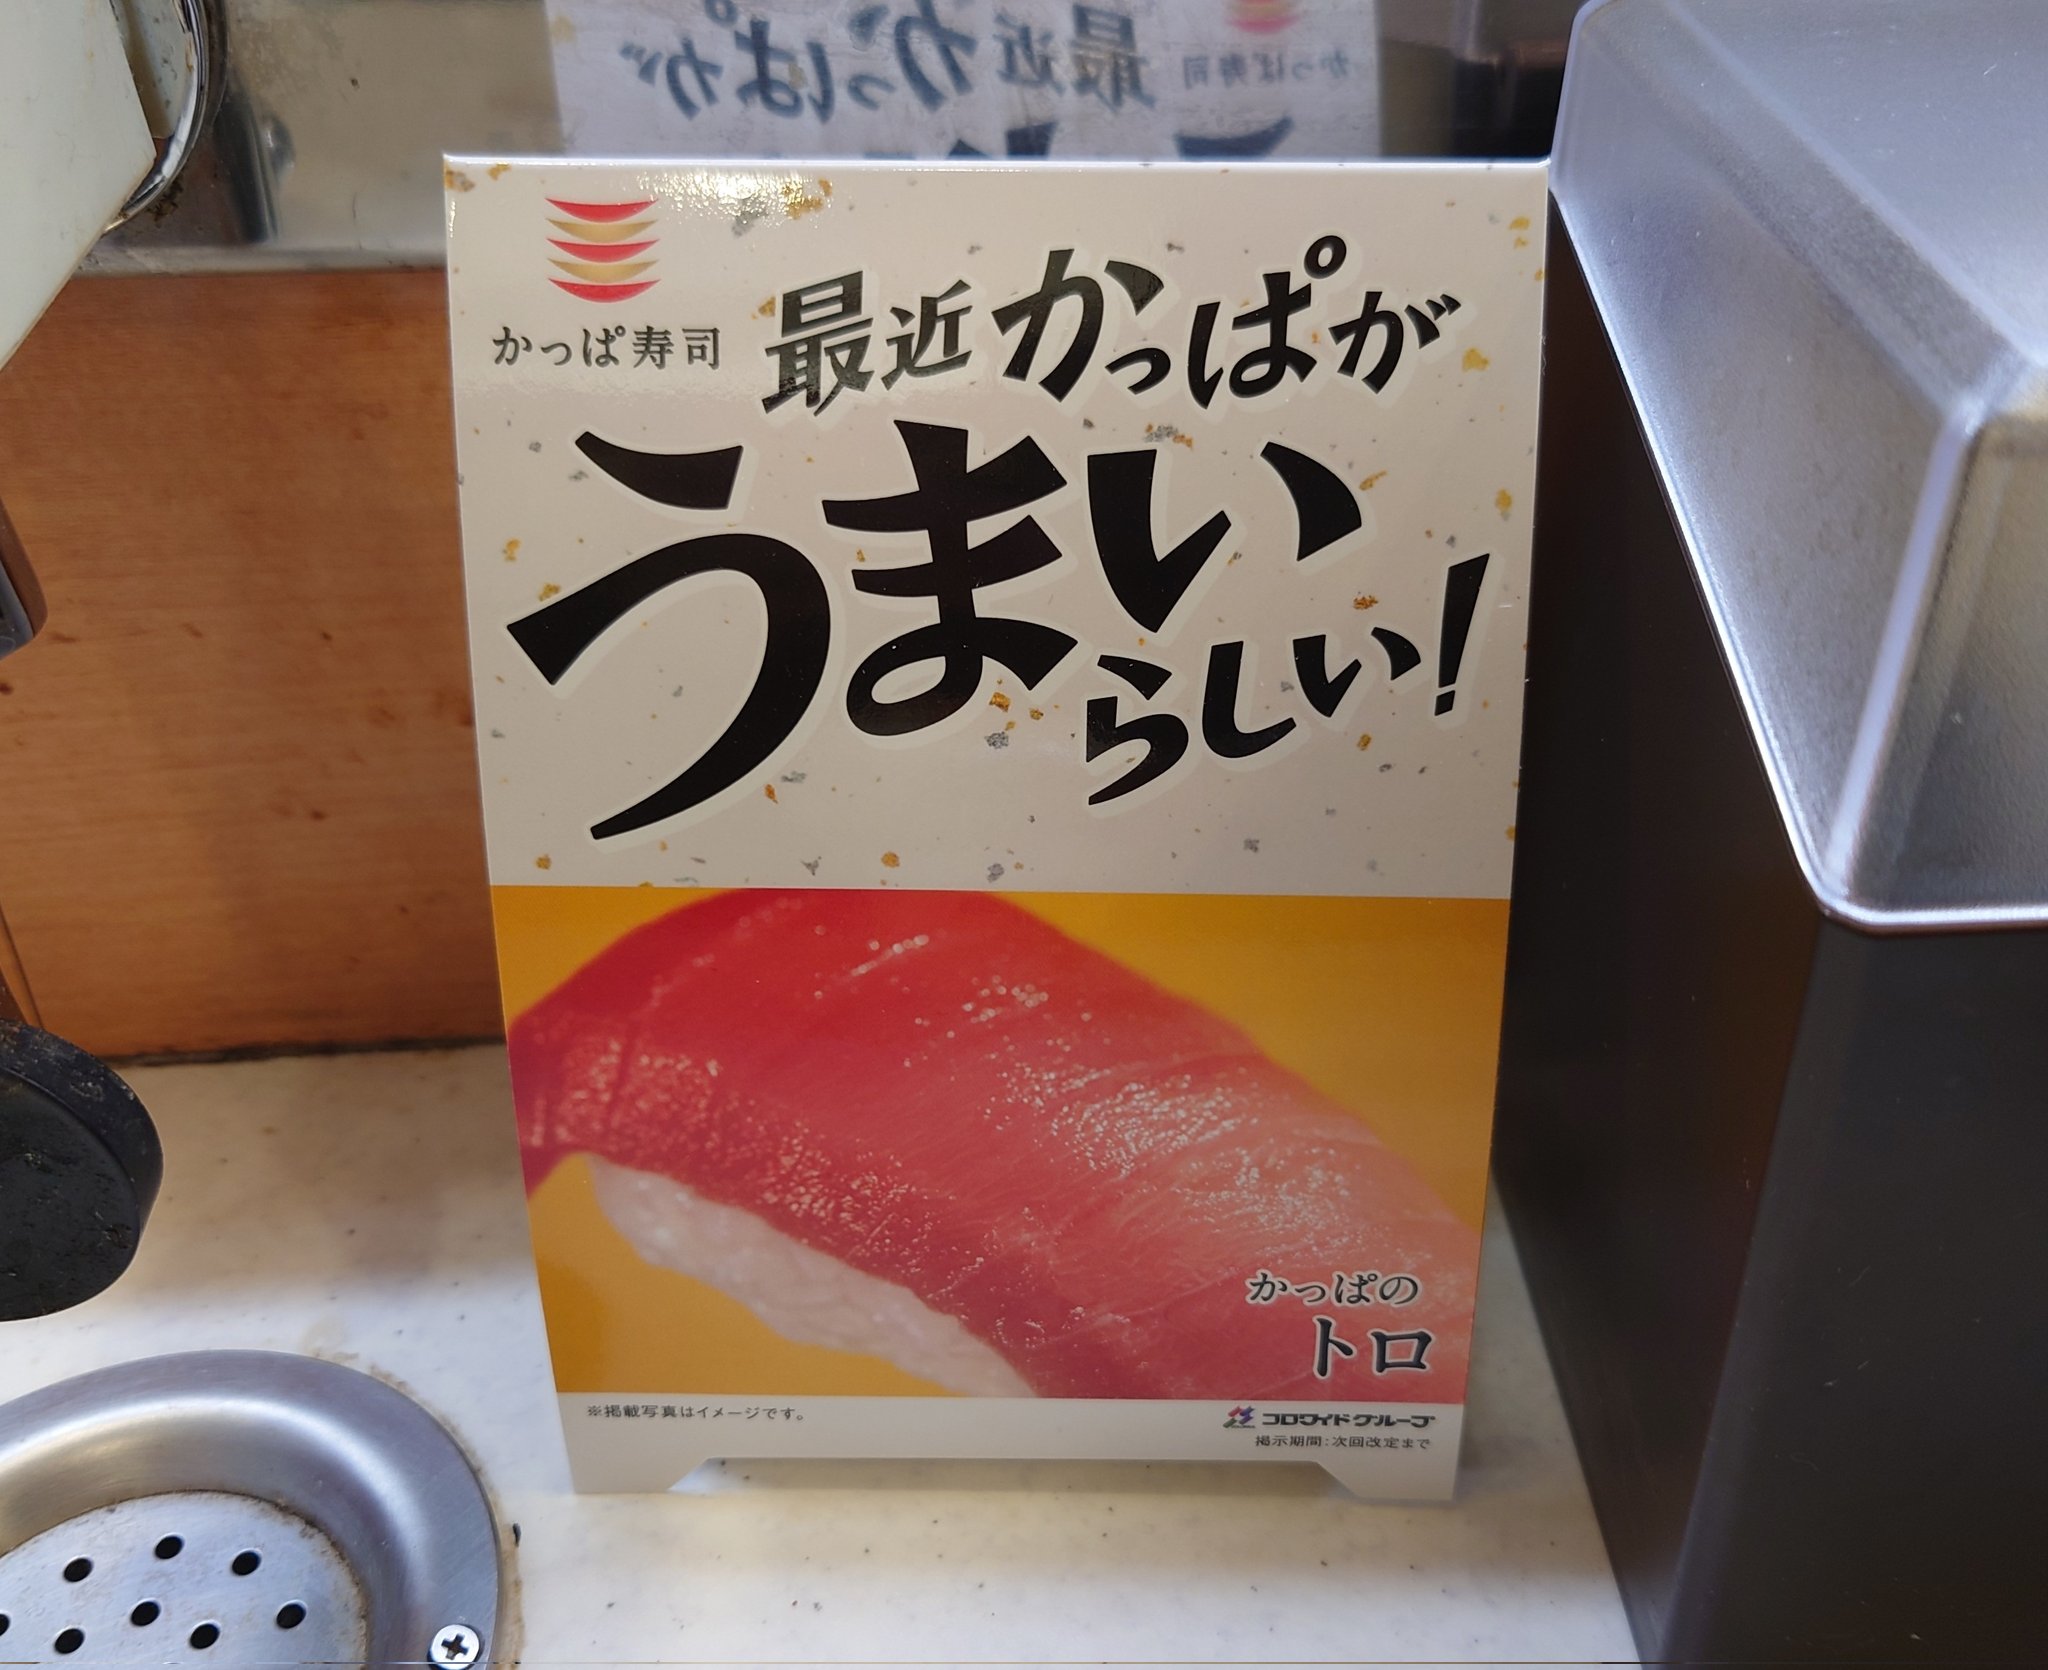 かっぱ寿司
最近かっぱが
うまい
らしい!
かっぱの
トロ
※掲載写真はイメージです。
コロワイドグループ
掲示期間:次回改定まで